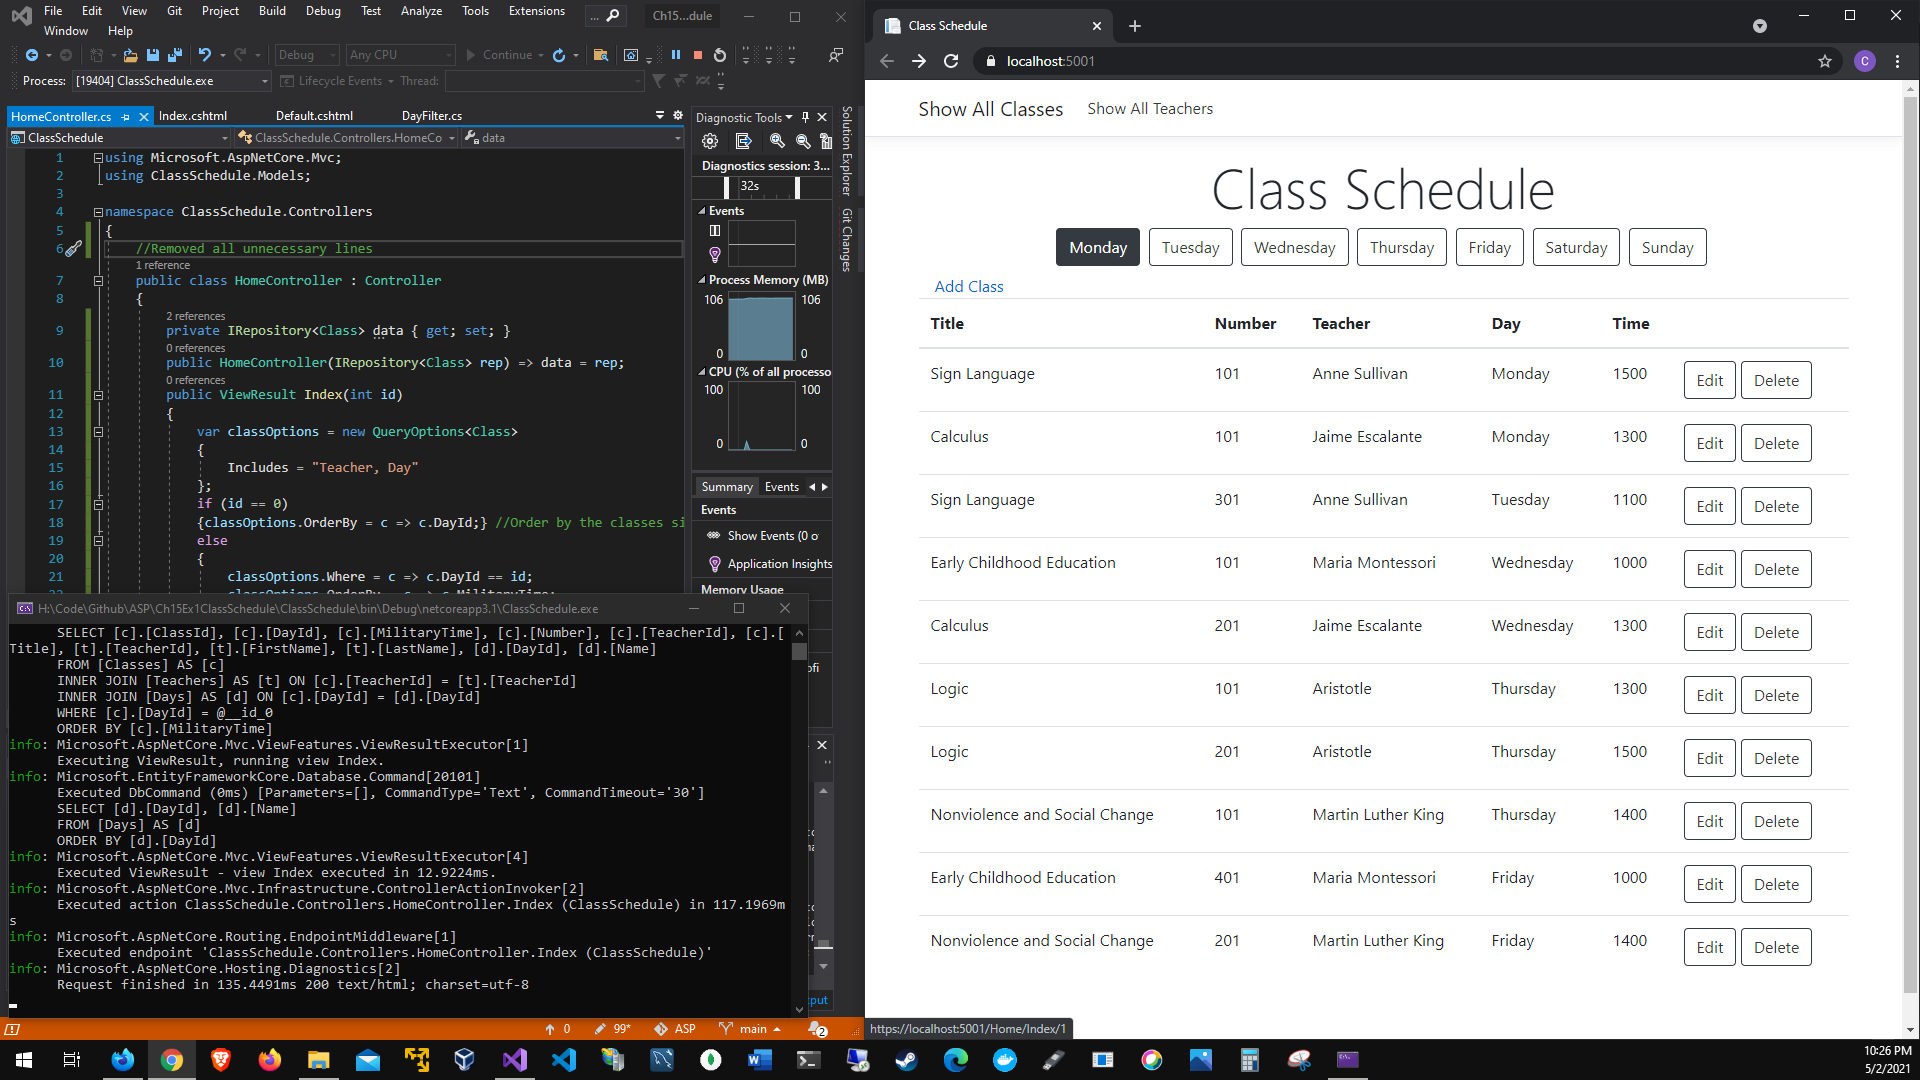 File Edit View Git Project Build Debug Test Analyze Tools Extensions
Window Help
... Ch15...dule
Debug Any CPU Continue
Process: [19404] ClassSchedule.exe Lifecycle Events Thread:
HomeController.cs Index.cshtml Default.cshtml DayFilter.cs
ClassSchedule ClassSchedule.Controllers.HomeCo data
1 using Microsoft.AspNetCore.Mvc;
2 using ClassSchedule.Models;
3
4 namespace ClassSchedule.Controllers
5 {
6 //Removed all unnecessary lines
1 reference
7 public class HomeController : Controller
8 {
2 references
9 private IRepository<Class> data { get; set; }
0 references
10 public HomeController(IRepository<Class> rep) => data = rep;
0 references
11 public ViewResult Index(int id)
12 {
13 var classOptions = new QueryOptions<Class>
14 {
15 Includes = "Teacher, Day"
16 };
17 if (id == 0)
18 {classOptions.OrderBy = c => c.DayId;} //Order by the classes si
19 else
20 {
21 classOptions.Where = c => c.DayId == id;
Diagnostic Tools
Diagnostics session: 3...
32s
Events
Process Memory (MB)
106 106
0 0
CPU (% of all processo
100 100
0 0
Summary Events
Events
Show Events (0 o
Application Insights
Memory Usage
Solution Explorer
Git Changes
H:\Code\Github\ASP\Ch15Ex1ClassSchedule\ClassSchedule\bin\Debug\netcoreapp3.1\ClassSchedule.exe
SELECT [c].[ClassId], [c].[DayId], [c].[MilitaryTime], [c].[Number], [c].[TeacherId], [c].[
Title], [t].[TeacherId], [t].[FirstName], [t].[LastName], [d].[DayId], [d].[Name]
FROM [Classes] AS [c]
INNER JOIN [Teachers] AS [t] ON [c].[TeacherId] = [t].[TeacherId]
INNER JOIN [Days] AS [d] ON [c].[DayId] = [d].[DayId]
WHERE [c].[DayId] = @__id_0
ORDER BY [c].[MilitaryTime]
info: Microsoft.AspNetCore.Mvc.ViewFeatures.ViewResultExecutor[1]
Executing ViewResult, running view Index.
info: Microsoft.EntityFrameworkCore.Database.Command[20101]
Executed DbCommand (0ms) [Parameters=[], CommandType='Text', CommandTimeout='30']
SELECT [d].[DayId], [d].[Name]
FROM [Days] AS [d]
ORDER BY [d].[DayId]
info: Microsoft.AspNetCore.Mvc.ViewFeatures.ViewResultExecutor[4]
Executed ViewResult - view Index executed in 12.9224ms.
info: Microsoft.AspNetCore.Mvc.Infrastructure.ControllerActionInvoker[2]
Executed action ClassSchedule.Controllers.HomeController.Index (ClassSchedule) in 117.1969m
s
info: Microsoft.AspNetCore.Routing.EndpointMiddleware[1]
Executed endpoint 'ClassSchedule.Controllers.HomeController.Index (ClassSchedule)'
info: Microsoft.AspNetCore.Hosting.Diagnostics[2]
Request finished in 135.4491ms 200 text/html; charset=utf-8
0 99* ASP main 2
Class Schedule
localhost:5001 C
Show All Classes Show All Teachers
Class Schedule
Monday Tuesday Wednesday Thursday Friday Saturday Sunday
Add Class
Title Number Teacher Day Time
Sign Language 101 Anne Sullivan Monday 1500 Edit Delete
Calculus 101 Jaime Escalante Monday 1300 Edit Delete
Sign Language 301 Anne Sullivan Tuesday 1100 Edit Delete
Early Childhood Education 101 Maria Montessori Wednesday 1000 Edit Delete
Calculus 201 Jaime Escalante Wednesday 1300 Edit Delete
Logic 101 Aristotle Thursday 1300 Edit Delete
Logic 201 Aristotle Thursday 1500 Edit Delete
Nonviolence and Social Change 101 Martin Luther King Thursday 1400 Edit Delete
Early Childhood Education 401 Maria Montessori Friday 1000 Edit Delete
Nonviolence and Social Change 201 Martin Luther King Friday 1400 Edit Delete
https://localhost:5001/Home/Index/1
10:26 PM
5/2/2021